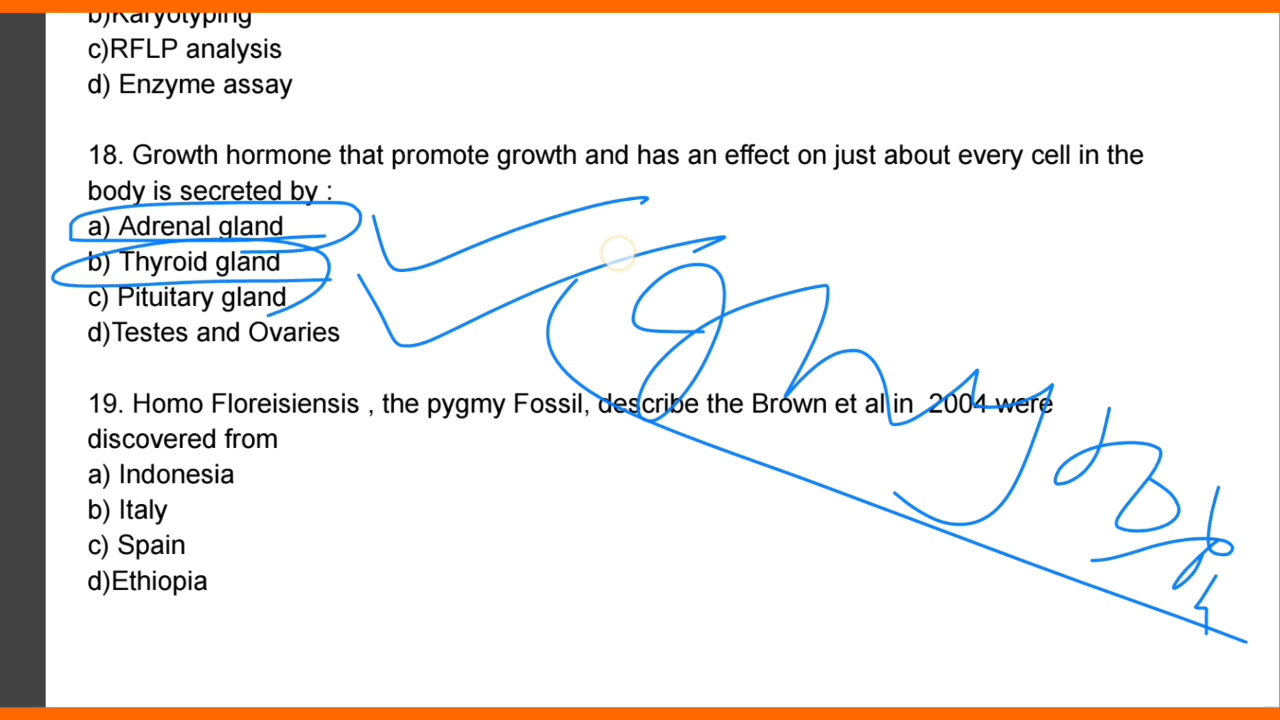 b)Karyotyping
c)RFLP analysis
d) Enzyme assay
18. Growth hormone that promote growth and has an effect on just about every cell in the
body is secreted by :
a) Adrenal gland
b) Thyroid gland
c) Pituitary gland
d)Testes and Ovaries
19. Homo Floreisiensis , the pygmy Fossil, describe the Brown et al in 2004 were
discovered from
a) Indonesia
b) Italy
c) Spain
d)Ethiopia